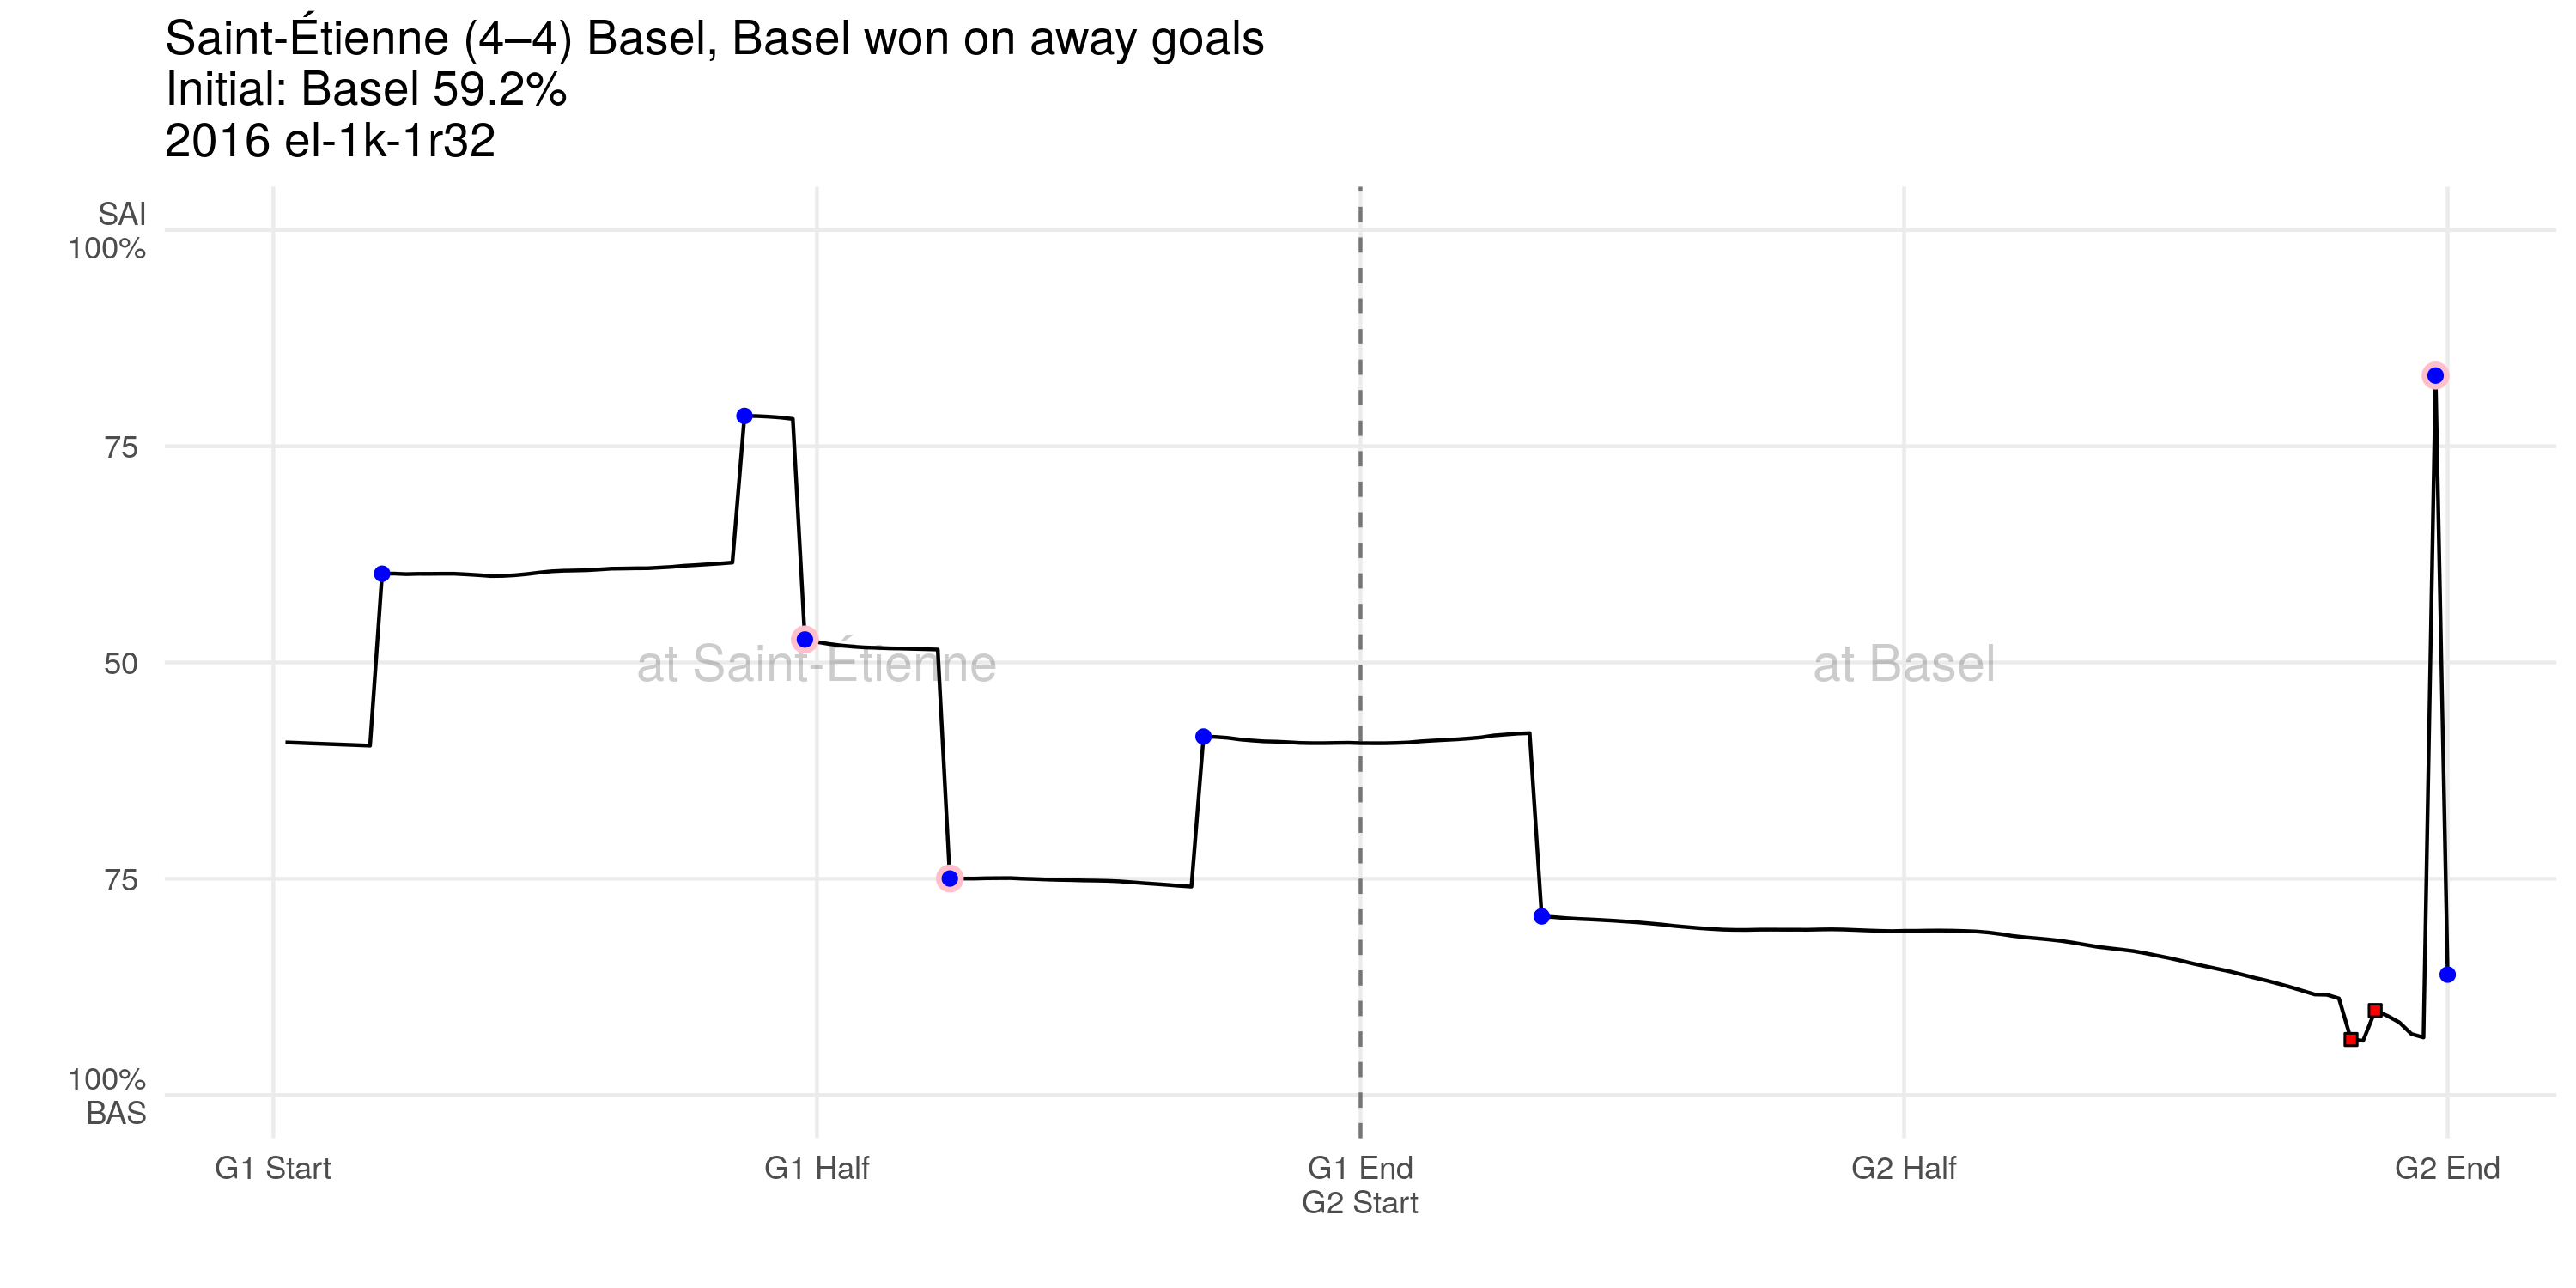 Saint-Étienne (4–4) Basel, Basel won on away goals
Initial: Basel 59.2%
2016 el-1k-1r32
SAI
100%
75
50
75
100%
BAS
at Saint-Étienne
at Basel
G1 Start
G1 Half
G1 End
G2 Start
G2 Half
G2 End